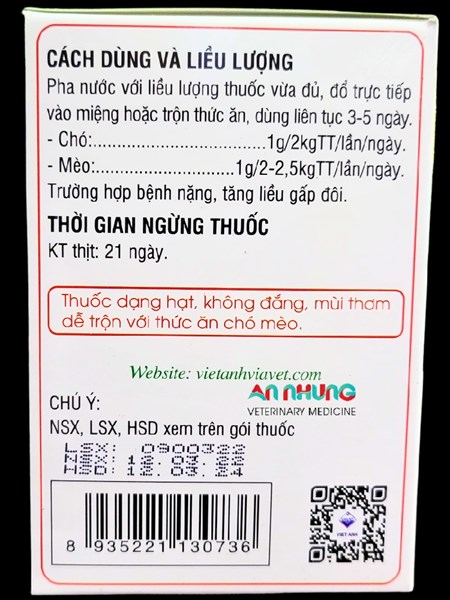 CÁCH DÙNG VÀ LIỀU LƯỢNG
Pha nước với liều lượng thuốc vừa đủ, đổ trực tiếp
vào miệng hoặc trộn thức ăn, dùng liên tục 3-5 ngày.
- Chó:..............................1g/2kgTT/lần/ngày.
- Mèo:.........................1g/2-2,5kgTT/lần/ngày.
Trường hợp bệnh nặng, tăng liều gấp đôi.
THỜI GIAN NGỪNG THUỐC
KT thịt: 21 ngày.
Thuốc dạng hạt, không đắng, mùi thơm
dễ trộn với thức ăn chó mèo.
Website: vietanhviavet.com
AN NHUNG
VETERINARY MEDICINE
CHÚ Ý:
NSX, LSX, HSD xem trên gói thuốc
LSX: 0900322
NSX: 12 03 22
HSD: 12 03 24
8 935221 130736
VIET ANH